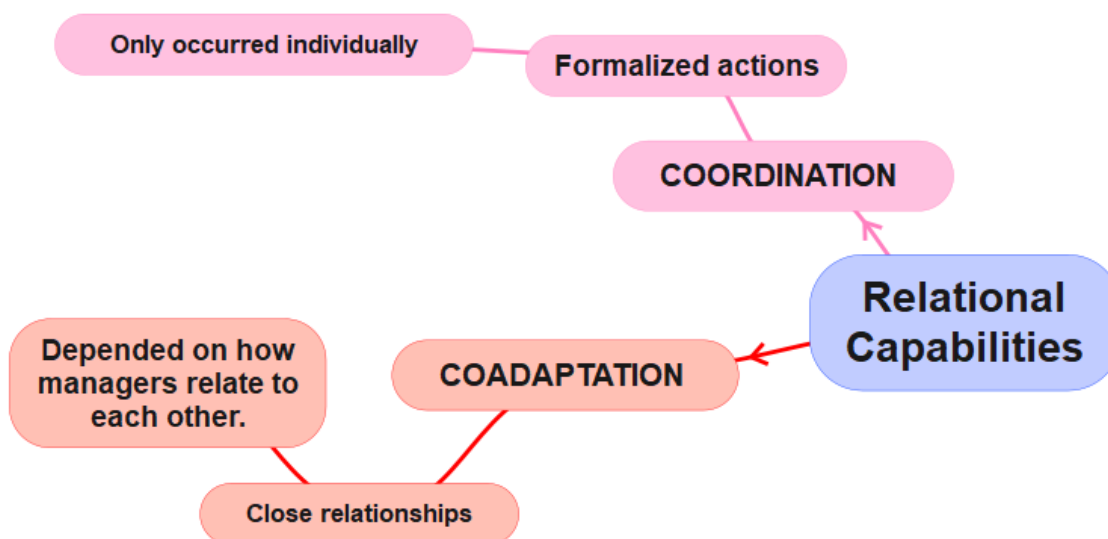 Only occurred individually
Formalized actions
COORDINATION
Relational
Capabilities
COADAPTATION
Depended on how
managers relate to
each other.
Close relationships